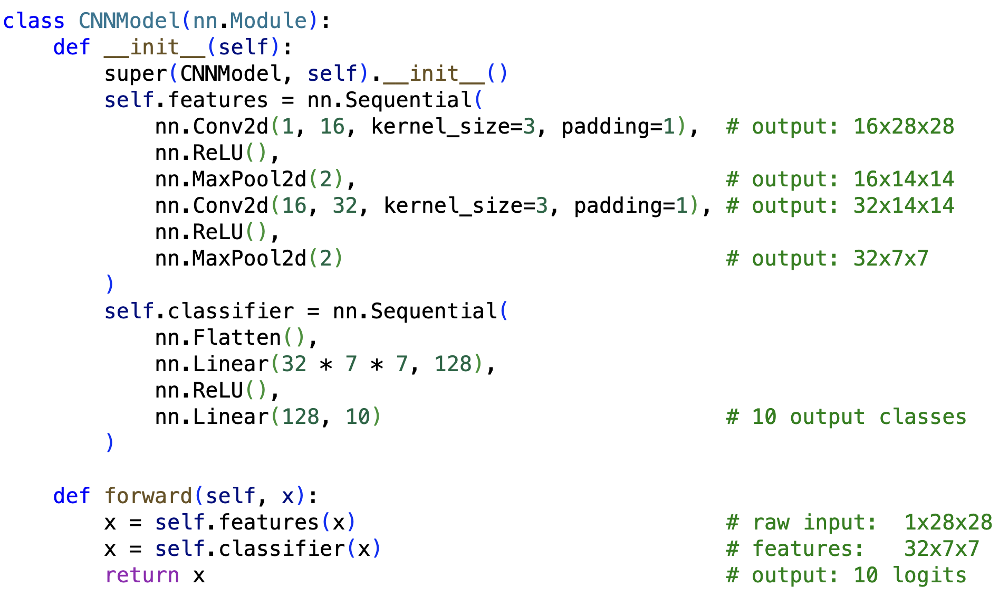 class CNNModel(nn.Module):
    def __init__(self):
        super(CNNModel, self).__init__()
        self.features = nn.Sequential(
            nn.Conv2d(1, 16, kernel_size=3, padding=1),  # output: 16x28x28
            nn.ReLU(),
            nn.MaxPool2d(2),                             # output: 16x14x14
            nn.Conv2d(16, 32, kernel_size=3, padding=1), # output: 32x14x14
            nn.ReLU(),
            nn.MaxPool2d(2)                              # output: 32x7x7
        )
        self.classifier = nn.Sequential(
            nn.Flatten(),
            nn.Linear(32 * 7 * 7, 128),
            nn.ReLU(),
            nn.Linear(128, 10)                           # 10 output classes
        )

    def forward(self, x):
        x = self.features(x)                             # raw input:  1x28x28
        x = self.classifier(x)                           # features:   32x7x7
        return x                                         # output: 10 logits